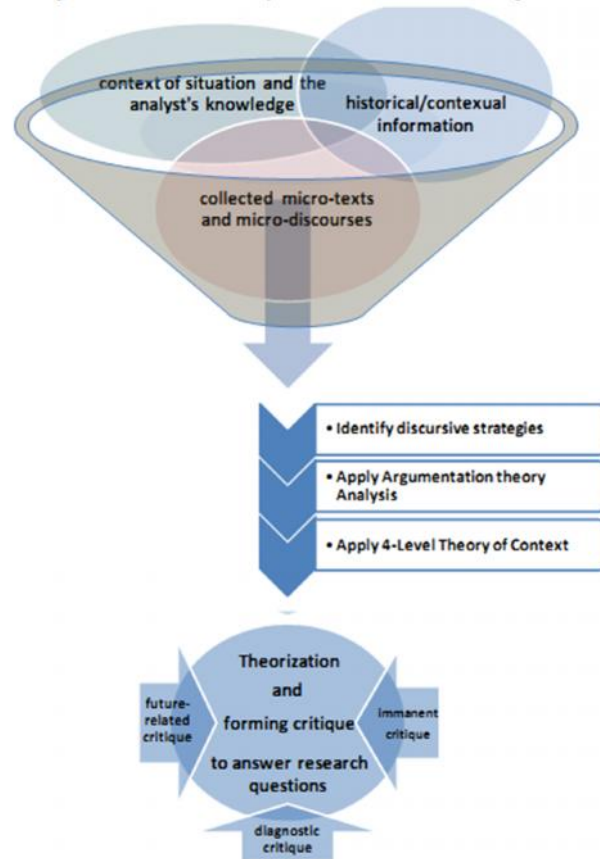 context of situation and the
analyst's knowledge
historical/contexual
information
collected micro-texts
and micro-discourses
• Identify discursive strategies
• Apply Argumentation theory
Analysis
• Apply 4-Level Theory of Context
Theorization
and
forming critique
to answer research
questions
future-
related
critique
immanent
critique
diagnostic
critique